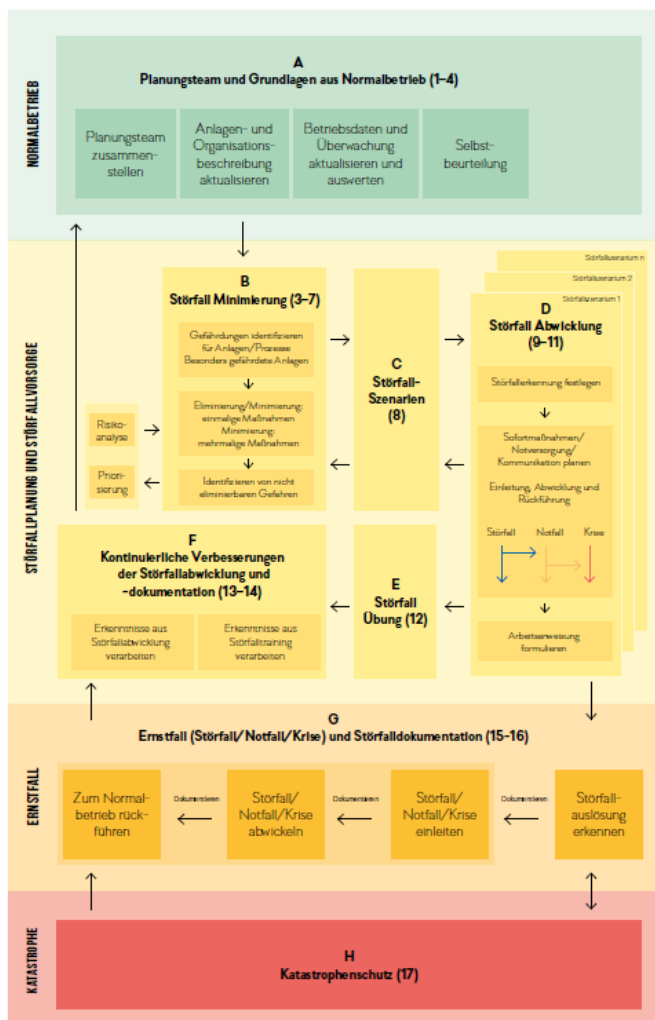 NORMALBETRIEB
A
Planungsteam und Grundlagen aus Normalbetrieb (1–4)
Planungsteam
zusammen-
stellen
Anlagen- und
Organisations-
beschreibung
aktualisieren
Betriebsdaten und
Überwachung
aktualisieren und
auswerten
Selbst-
beurteilung
STÖRFALLPLANUNG UND STÖRFALLVORSORGE
B
Störfall Minimierung (3–7)
Gefährdungen identifizieren
für Anlagen/Prozesse
Besonders gefährdete Anlagen
Eliminierung/Minimierung:
einmalige Maßnahmen
Minimierung:
mehrmalige Maßnahmen
Identifizieren von nicht
eliminierbaren Gefahren
Risiko-
analyse
Priori-
sierung
C
Störfall-
Szenarien
(8)
Störfallszenarium n
Störfallszenarium 2
Störfallszenarium 1
D
Störfall Abwicklung
(9–11)
Störfallerkennung festlegen
Sofortmaßnahmen/
Notversorgung/
Kommunikation planen
Einleitung, Abwicklung und
Rückführung
Störfall
Notfall
Krise
Arbeitsanweisung
formulieren
E
Störfall
Übung (12)
F
Kontinuierliche Verbesserungen
der Störfallabwicklung und
-dokumentation (13–14)
Erkenntnisse aus
Störfallabwicklung
verarbeiten
Erkenntnisse aus
Störfalltraining
verarbeiten
ERNSTFALL
G
Ernstfall (Störfall/Notfall/Krise) und Störfalldokumentation (15-16)
Zum Normal-
betrieb rück-
führen
Dokumentieren
Störfall/
Notfall/Krise
abwickeln
Dokumentieren
Störfall/
Notfall/Krise
einleiten
Dokumentieren
Störfall-
auslösung
erkennen
KATASTROPHE
H
Katastrophenschutz (17)